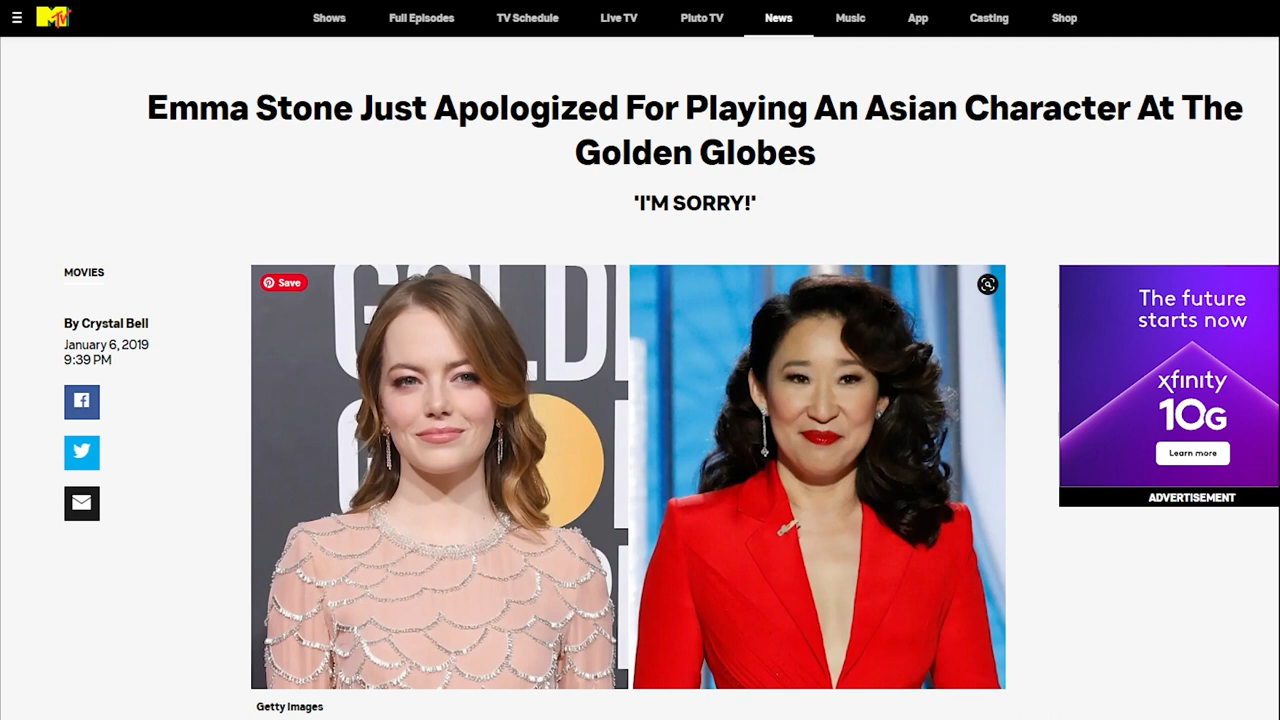 MTV
Shows Full Episodes TV Schedule Live TV Pluto TV News Music App Casting Shop
Emma Stone Just Apologized For Playing An Asian Character At The
Golden Globes
'I'M SORRY!'
MOVIES
By Crystal Bell
January 6, 2019
9:39 PM
Save
GOLD
The future
starts now
xfinity
10G
Learn more
ADVERTISEMENT
Getty Images